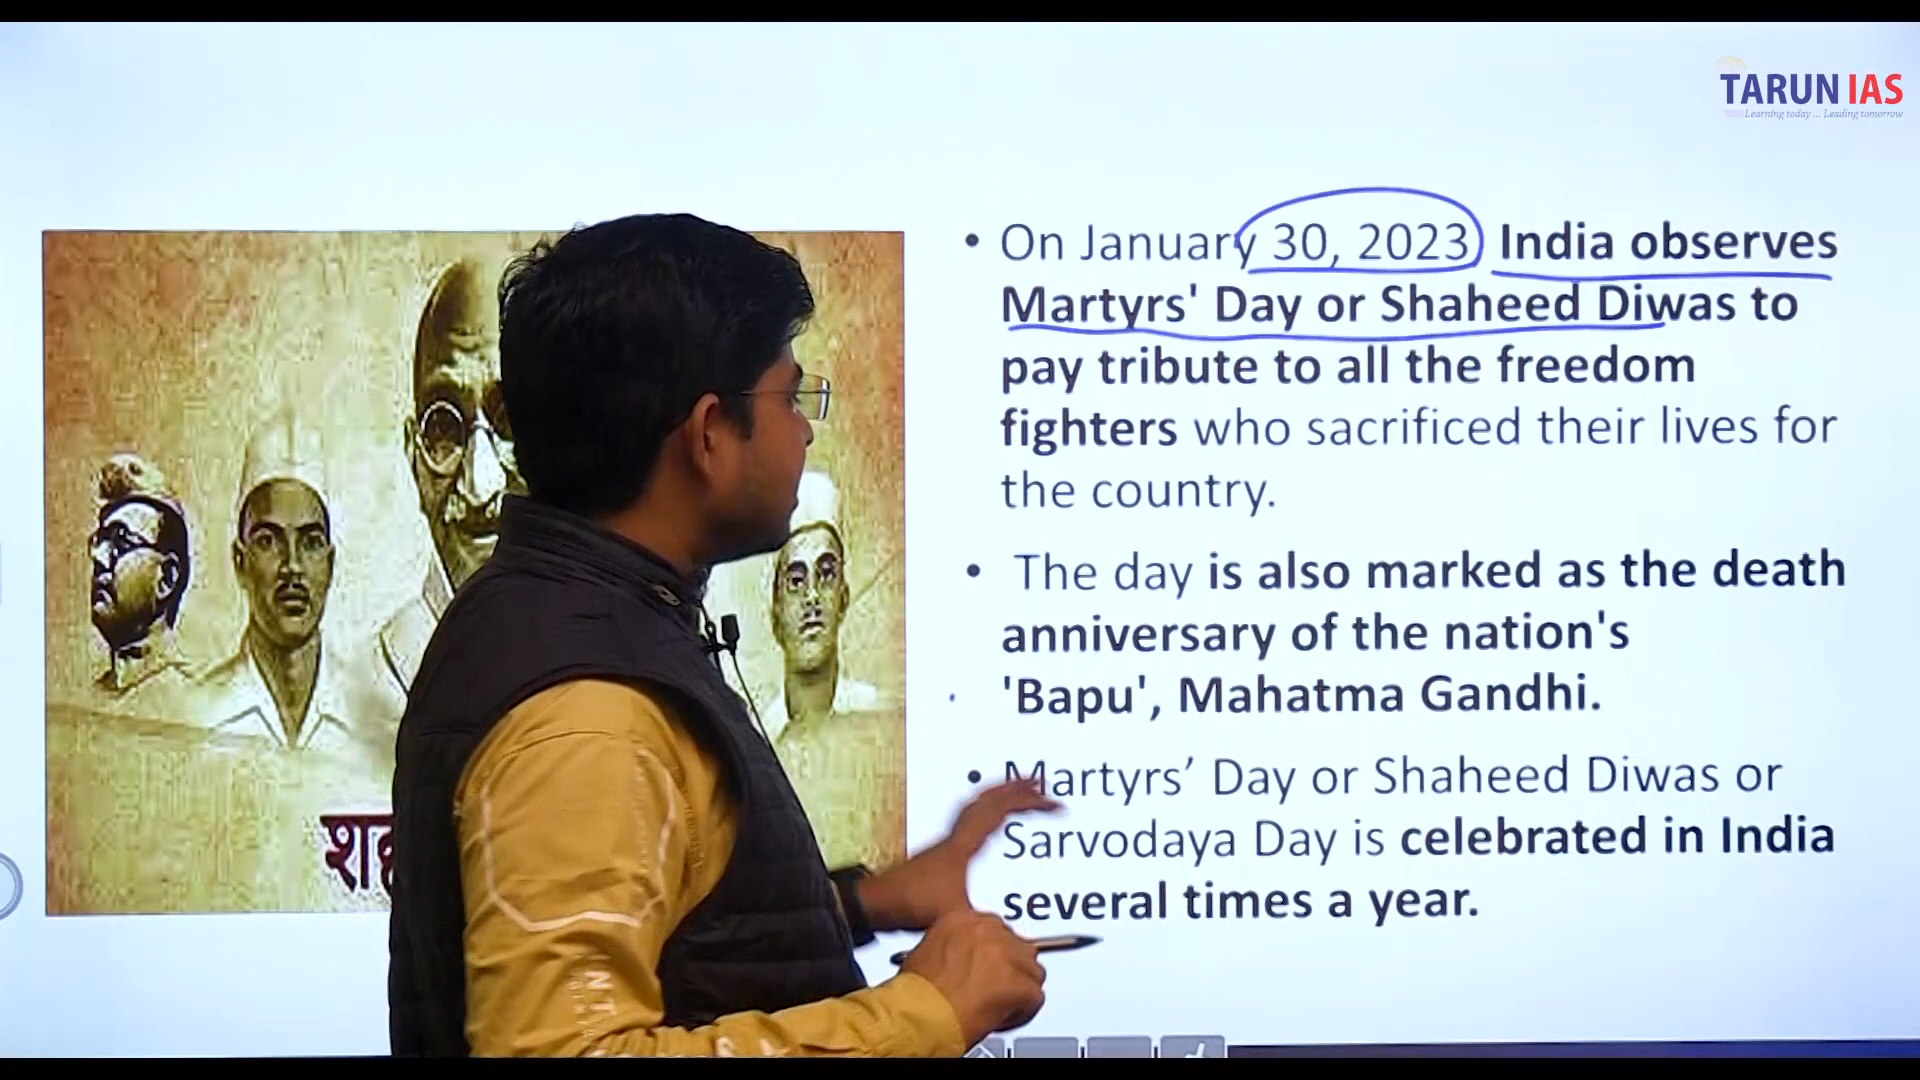 TARUN IAS
Learning today ... Leading tomorrow
• On January 30, 2023 India observes
Martyrs' Day or Shaheed Diwas to
pay tribute to all the freedom
fighters who sacrificed their lives for
the country.
• The day is also marked as the death
anniversary of the nation's
'Bapu', Mahatma Gandhi.
• Martyrs’ Day or Shaheed Diwas or
Sarvodaya Day is celebrated in India
several times a year.